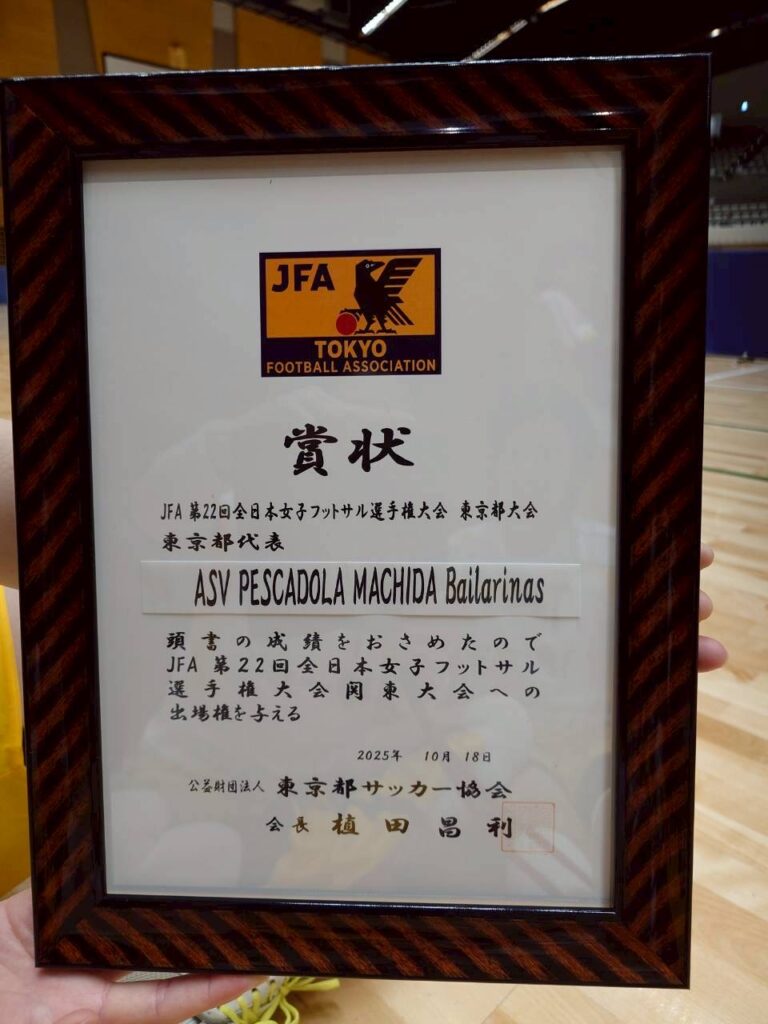 JFA
TOKYO
FOOTBALL ASSOCIATION
賞状
JFA 第22回全日本女子フットサル選手権大会 東京都大会
東京都代表
ASV PESCADOLA MACHIDA Bailarinas
頭書の成績をおさめたので
JFA 第22回全日本女子フットサル
選手権大会関東大会への
出場権を与える
2025年 10月 18日
公益財団法人 東京都サッカー協会
会長 植田昌利